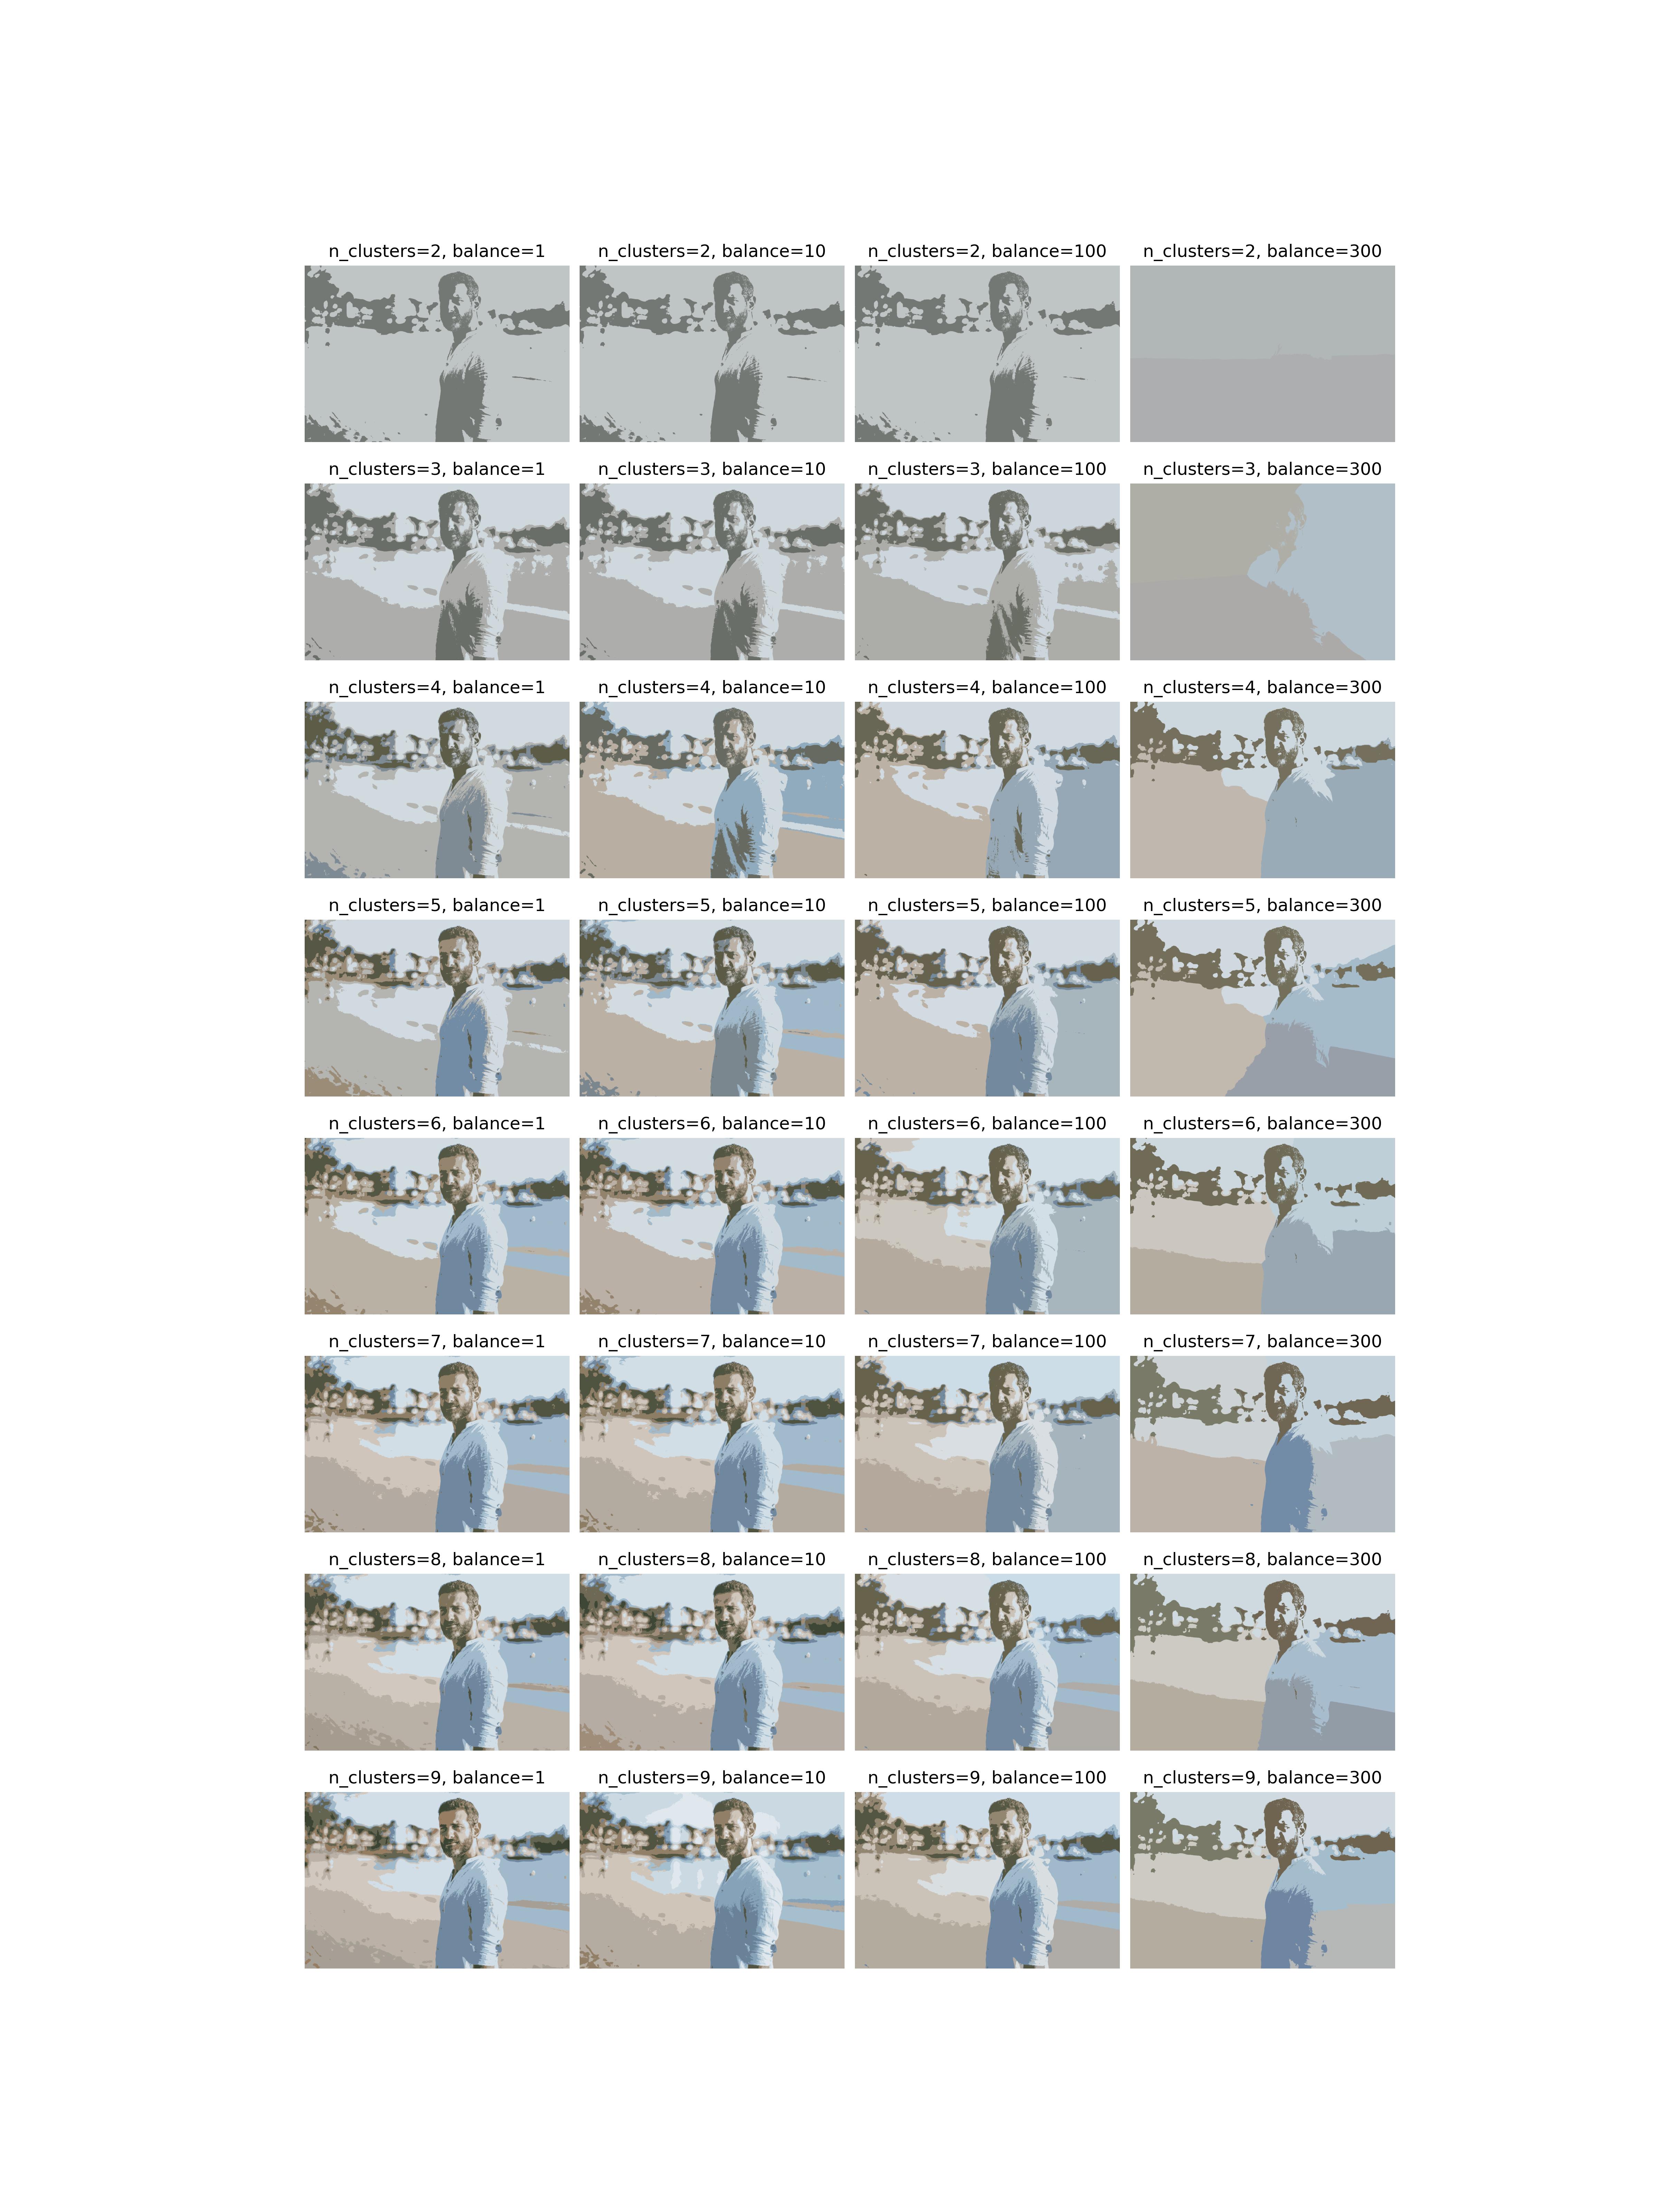 n_clusters=2, balance=1 n_clusters=2, balance=10 n_clusters=2, balance=100 n_clusters=2, balance=300
n_clusters=3, balance=1 n_clusters=3, balance=10 n_clusters=3, balance=100 n_clusters=3, balance=300
n_clusters=4, balance=1 n_clusters=4, balance=10 n_clusters=4, balance=100 n_clusters=4, balance=300
n_clusters=5, balance=1 n_clusters=5, balance=10 n_clusters=5, balance=100 n_clusters=5, balance=300
n_clusters=6, balance=1 n_clusters=6, balance=10 n_clusters=6, balance=100 n_clusters=6, balance=300
n_clusters=7, balance=1 n_clusters=7, balance=10 n_clusters=7, balance=100 n_clusters=7, balance=300
n_clusters=8, balance=1 n_clusters=8, balance=10 n_clusters=8, balance=100 n_clusters=8, balance=300
n_clusters=9, balance=1 n_clusters=9, balance=10 n_clusters=9, balance=100 n_clusters=9, balance=300